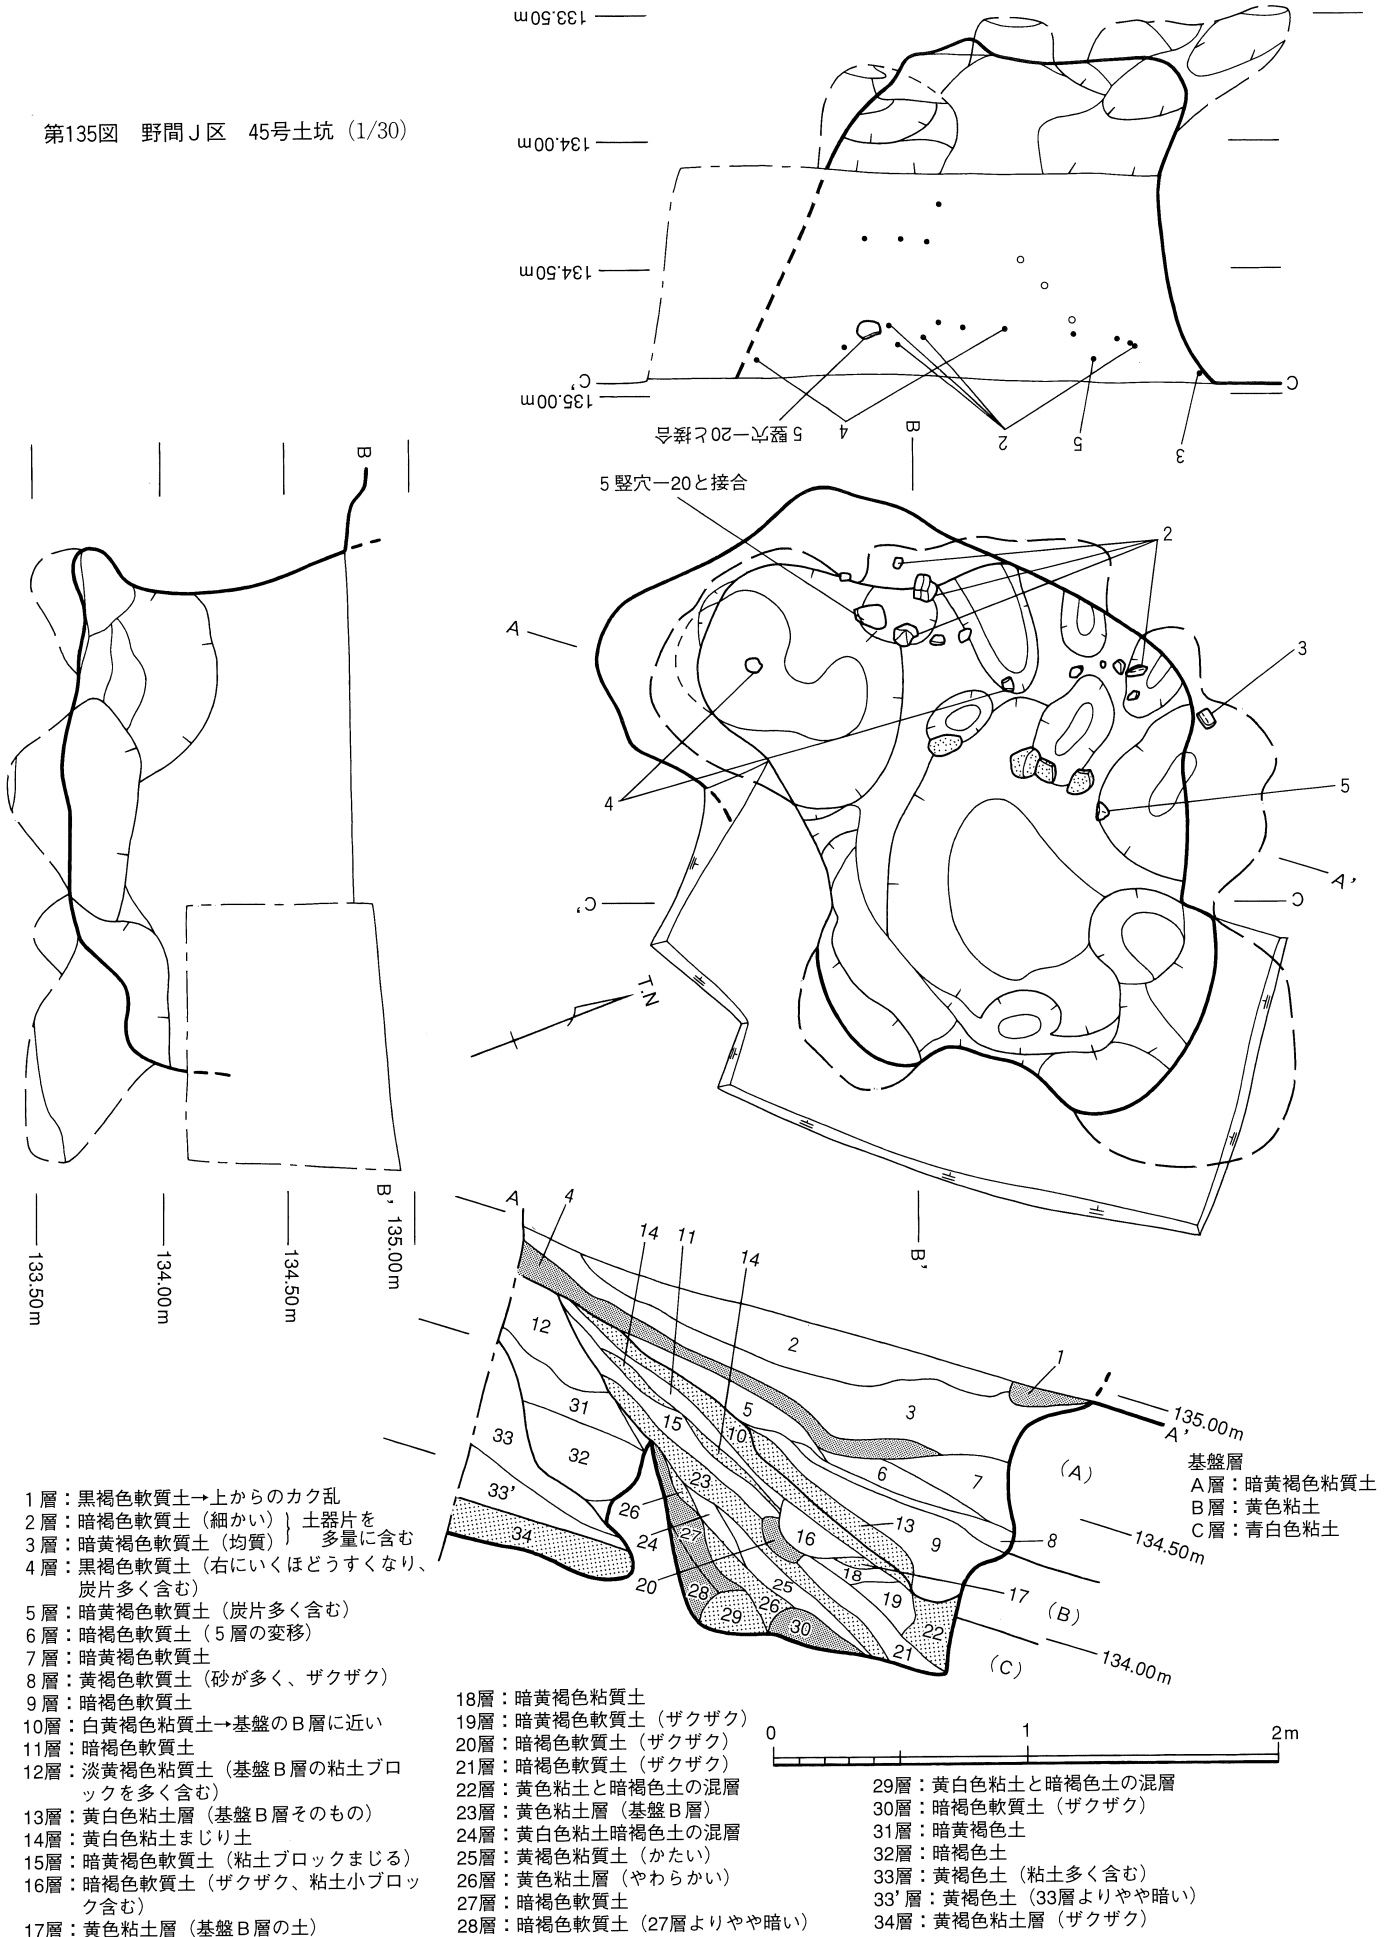 第135図　野間J区　45号土坑 (1/30)
133.50m
134.00m
134.50m
C'
C
135.00m
5竪穴—20と接合
4
2
5
3
B
B
5竪穴—20と接合
2
A
3
5
4
A'
C'
C
T.N
B'
B'
133.50m
134.00m
134.50m
135.00m
A
4
14
11
14
12
2
1
31
3
5
15
10
33
32
6
7
33'
23
26
34
27
24
16
13
9
8
20
25
18
17
28
29
26
30
19
22
21
135.00m
A'
(A)
134.50m
(B)
134.00m
(C)
基盤層
A層：暗黄褐色粘質土
B層：黄色粘土
C層：青白色粘土
1層：黒褐色軟質土→上からのカク乱
2層：暗褐色軟質土（細かい）｝土器片を
3層：暗黄褐色軟質土（均質）｝多量に含む
4層：黒褐色軟質土（右にいくほどうすくなり、
炭片多く含む）
5層：暗黄褐色軟質土（炭片多く含む）
6層：暗褐色軟質土（5層の変移）
7層：暗黄褐色軟質土
8層：黄褐色軟質土（砂が多く、ザクザク）
9層：暗褐色軟質土
10層：白黄褐色粘質土→基盤のB層に近い
11層：暗褐色軟質土
12層：淡黄褐色粘質土（基盤B層の粘土ブロ
ックを多く含む）
13層：黄白色粘土層（基盤B層そのもの）
14層：黄白色粘土まじり土
15層：暗黄褐色軟質土（粘土ブロックまじる）
16層：暗褐色軟質土（ザクザク、粘土小ブロッ
ク含む）
17層：黄色粘土層（基盤B層の土）
18層：暗黄褐色粘質土
19層：暗黄褐色軟質土（ザクザク）
20層：暗褐色軟質土（ザクザク）
21層：暗褐色軟質土（ザクザク）
22層：黄色粘土と暗褐色土の混層
23層：黄色粘土層（基盤B層）
24層：黄白色粘土暗褐色土の混層
25層：黄褐色粘質土（かたい）
26層：黄色粘土層（やわらかい）
27層：暗褐色軟質土
28層：暗褐色軟質土（27層よりやや暗い）
0
1
2m
29層：黄白色粘土と暗褐色土の混層
30層：暗褐色軟質土（ザクザク）
31層：暗黄褐色土
32層：暗褐色土
33層：黄褐色土（粘土多く含む）
33'層：黄褐色土（33層よりやや暗い）
34層：黄褐色粘土層（ザクザク）